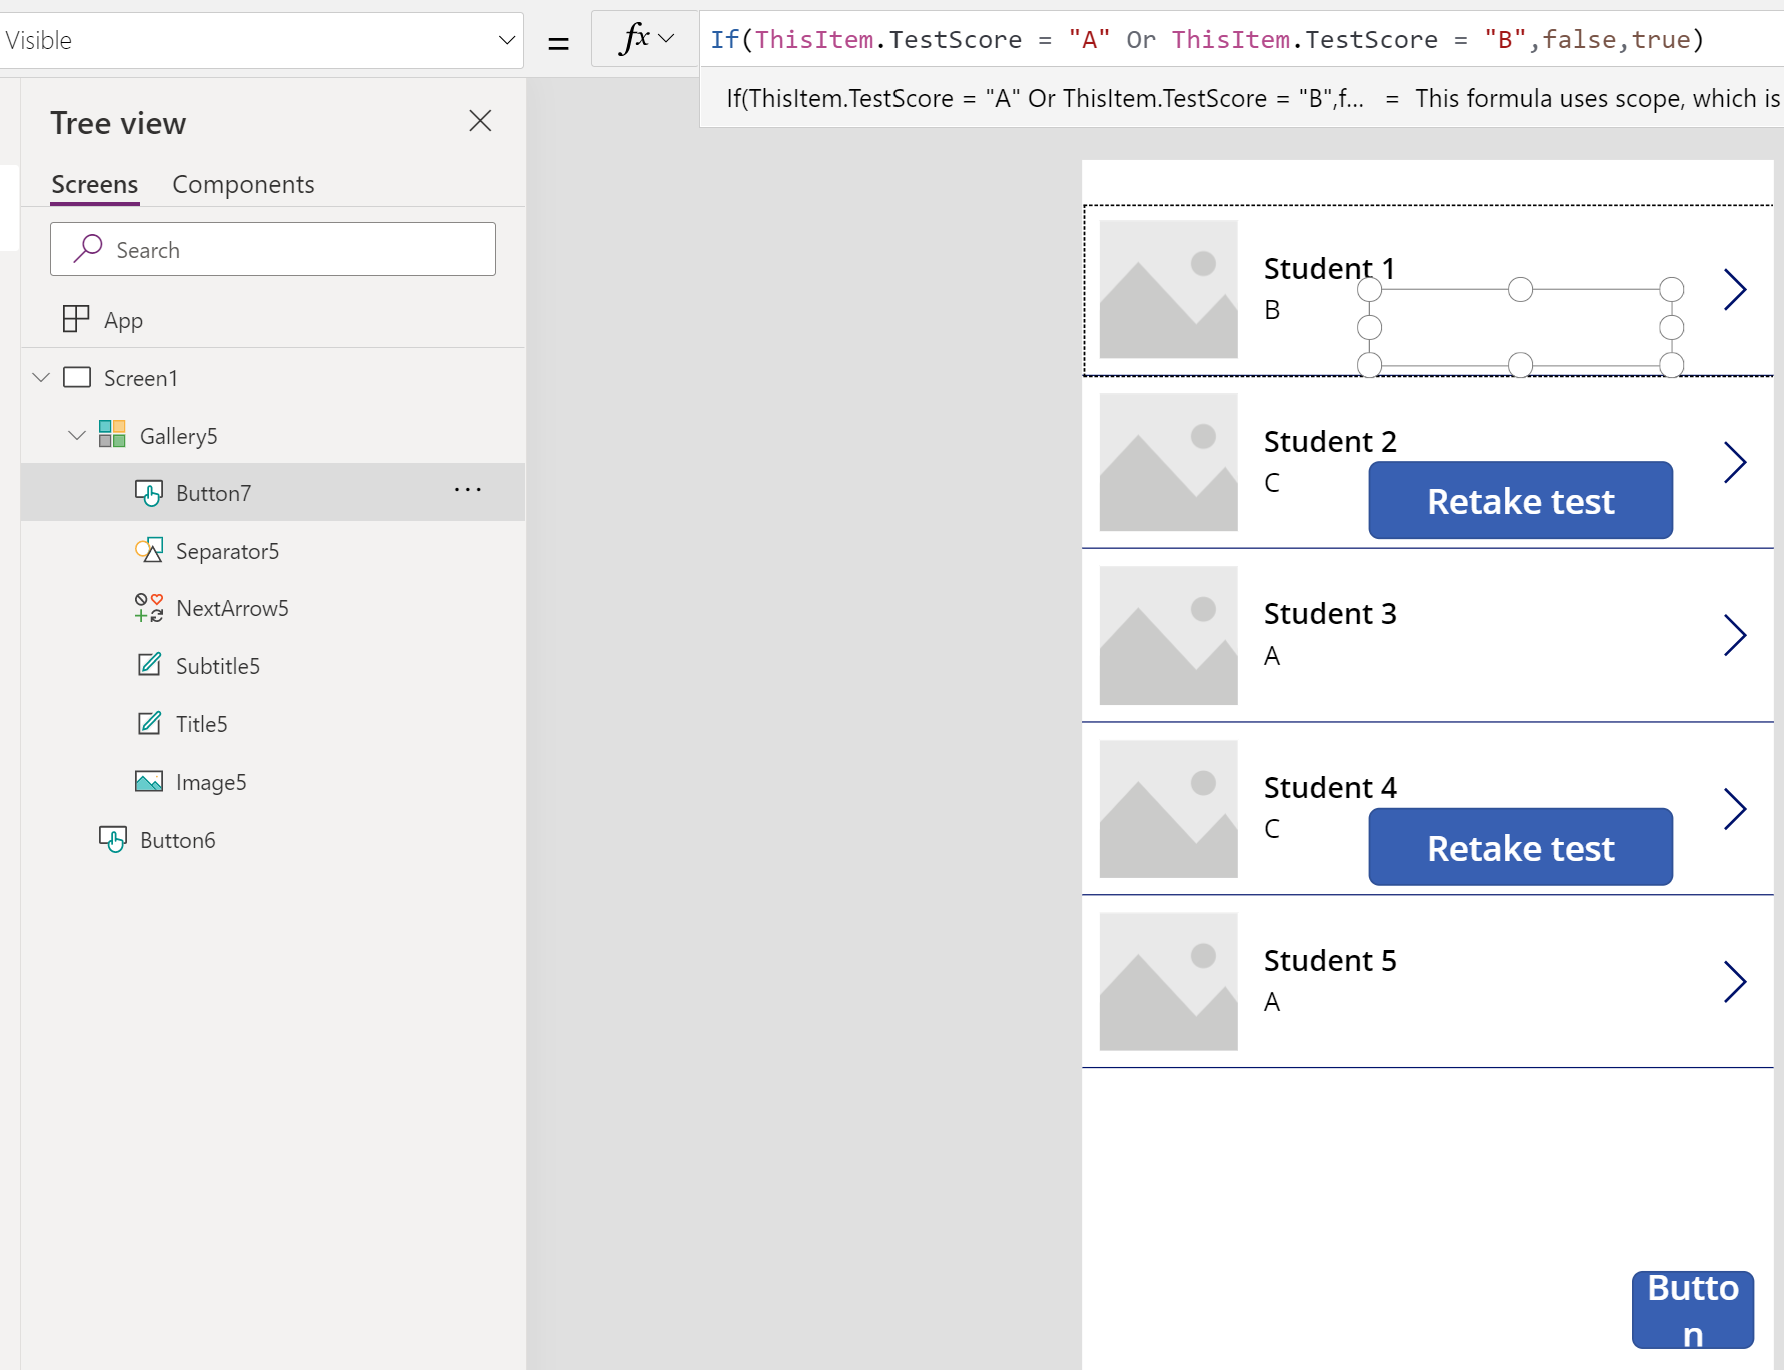 Visible
=
fx
If(ThisItem.TestScore = "A" Or ThisItem.TestScore = "B",false,true)
If(ThisItem.TestScore = "A" Or ThisItem.TestScore = "B",f... = This formula uses scope, which is
Tree view
Screens
Components
Search
App
Screen1
Gallery5
Button7
...
Separator5
NextArrow5
Subtitle5
Title5
Image5
Button6
Student 1
B
Student 2
C
Retake test
Student 3
A
Student 4
C
Retake test
Student 5
A
Butto
n